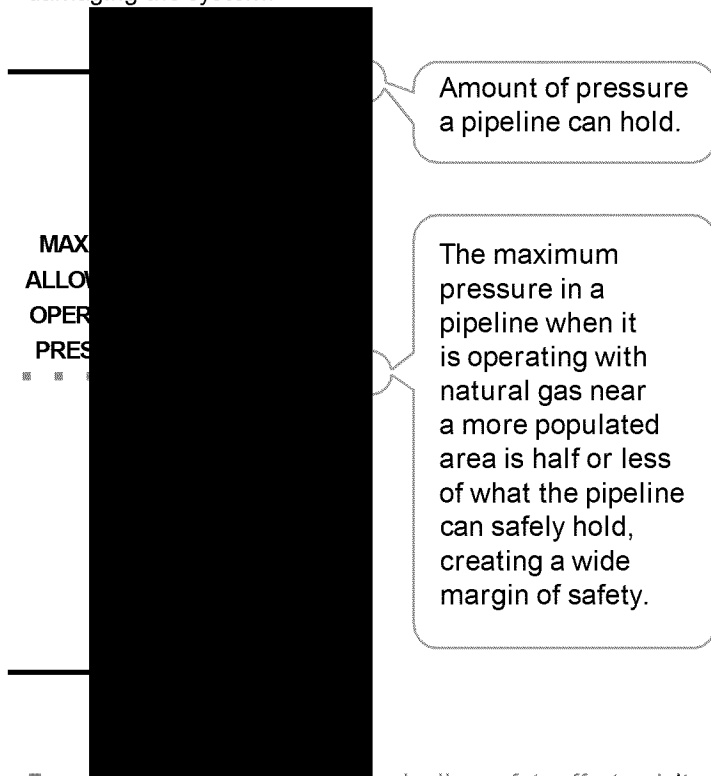 Amount of pressure
a pipeline can hold.
MAX
ALLOW
OPER
PRES
The maximum
pressure in a
pipeline when it
is operating with
natural gas near
a more populated
area is half or less
of what the pipeline
can safely hold,
creating a wide
margin of safety.